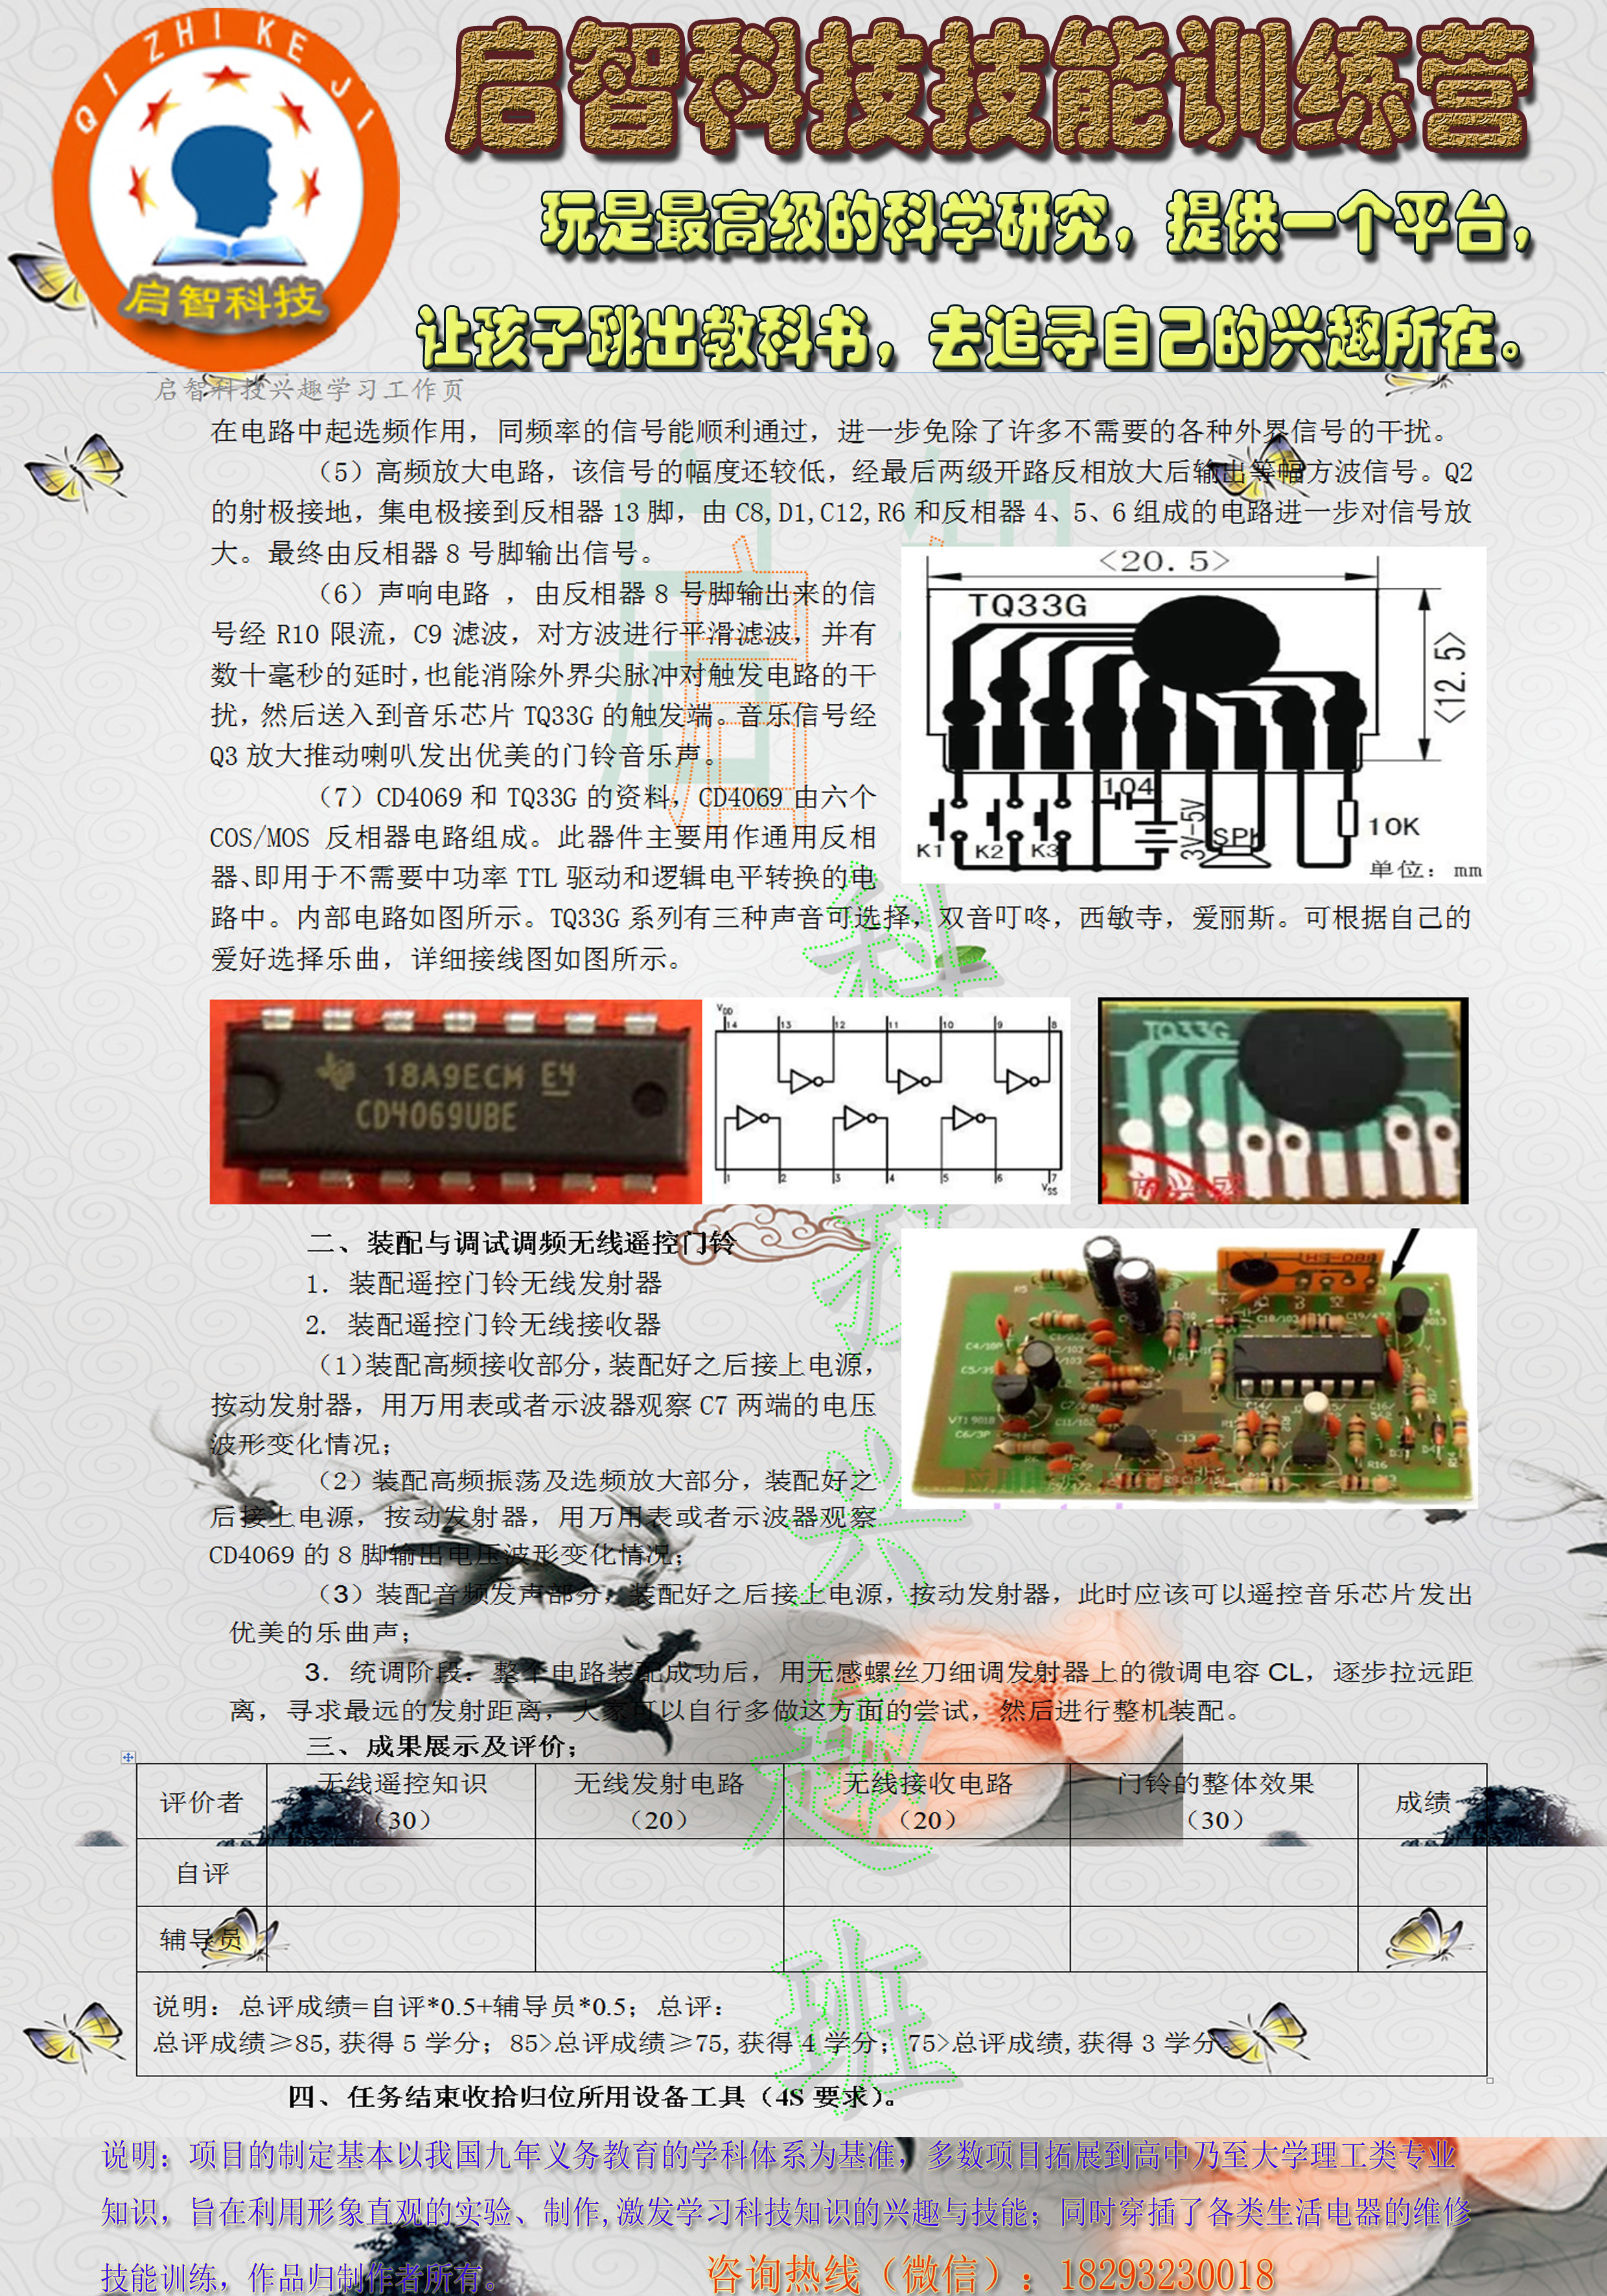 QI ZHI KE JI
启智科技
启智科技技能训练营
玩是最高级的科学研究，提供一个平台，
让孩子跳出教科书，去追寻自己的兴趣所在。
启智科技兴趣学习工作页
在电路中起选频作用，同频率的信号能顺利通过，进一步免除了许多不需要的各种外界信号的干扰。
（5）高频放大电路，该信号的幅度还较低，经最后两级开路反相放大后输出等幅方波信号。Q2
的射极接地，集电极接到反相器 13 脚，由 C8,D1,C12,R6 和反相器 4、5、6 组成的电路进一步对信号放
大。最终由反相器 8 号脚输出信号。
（6）声响电路 ，由反相器 8 号脚输出来的信
号经 R10 限流，C9 滤波，对方波进行平滑滤波，并有
数十毫秒的延时,也能消除外界尖脉冲对触发电路的干
扰,然后送入到音乐芯片 TQ33G 的触发端。音乐信号经
Q3 放大推动喇叭发出优美的门铃音乐声。
（7）CD4069 和 TQ33G 的资料，CD4069 由六个
COS/MOS 反相器电路组成。此器件主要用作通用反相
器、即用于不需要中功率 TTL 驱动和逻辑电平转换的电
路中。内部电路如图所示。TQ33G 系列有三种声音可选择，双音叮咚，西敏寺，爱丽斯。可根据自己的
爱好选择乐曲，详细接线图如图所示。
<20.5>
TQ33G
<12.5>
104
3V-5V
SPK
10K
K1 K2 K3
单位：mm
18A9ECM E4
CD4069UBE
VDD
14 13 12 11 10 9 8
1 2 3 4 5 6 7
VSS
TQ33G
二、装配与调试调频无线遥控门铃
1．装配遥控门铃无线发射器
2．装配遥控门铃无线接收器
（1)装配高频接收部分,装配好之后接上电源,
按动发射器，用万用表或者示波器观察 C7 两端的电压
波形变化情况；
（2）装配高频振荡及选频放大部分，装配好之
后接上电源，按动发射器，用万用表或者示波器观察
CD4069 的 8 脚输出电压波形变化情况；
（3）装配音频发声部分，装配好之后接上电源，按动发射器，此时应该可以遥控音乐芯片发出
优美的乐曲声；
3．统调阶段：整个电路装配成功后，用无感螺丝刀细调发射器上的微调电容 CL，逐步拉远距
离，寻求最远的发射距离，大家可以自行多做这方面的尝试，然后进行整机装配。
三、成果展示及评价；
评价者 无线遥控知识（30） 无线发射电路（20） 无线接收电路（20） 门铃的整体效果（30） 成绩
自评
辅导员
说明：总评成绩=自评*0.5+辅导员*0.5；总评：
总评成绩≥85,获得 5 学分；85>总评成绩≥75,获得 4 学分；75>总评成绩,获得 3 学分。
四、任务结束收拾归位所用设备工具（4S 要求）。
说明：项目的制定基本以我国九年义务教育的学科体系为基准，多数项目拓展到高中乃至大学理工类专业
知识，旨在利用形象直观的实验、制作,激发学习科技知识的兴趣与技能；同时穿插了各类生活电器的维修
技能训练，作品归制作者所有。
咨询热线（微信）：18293230018
启智科技兴趣班